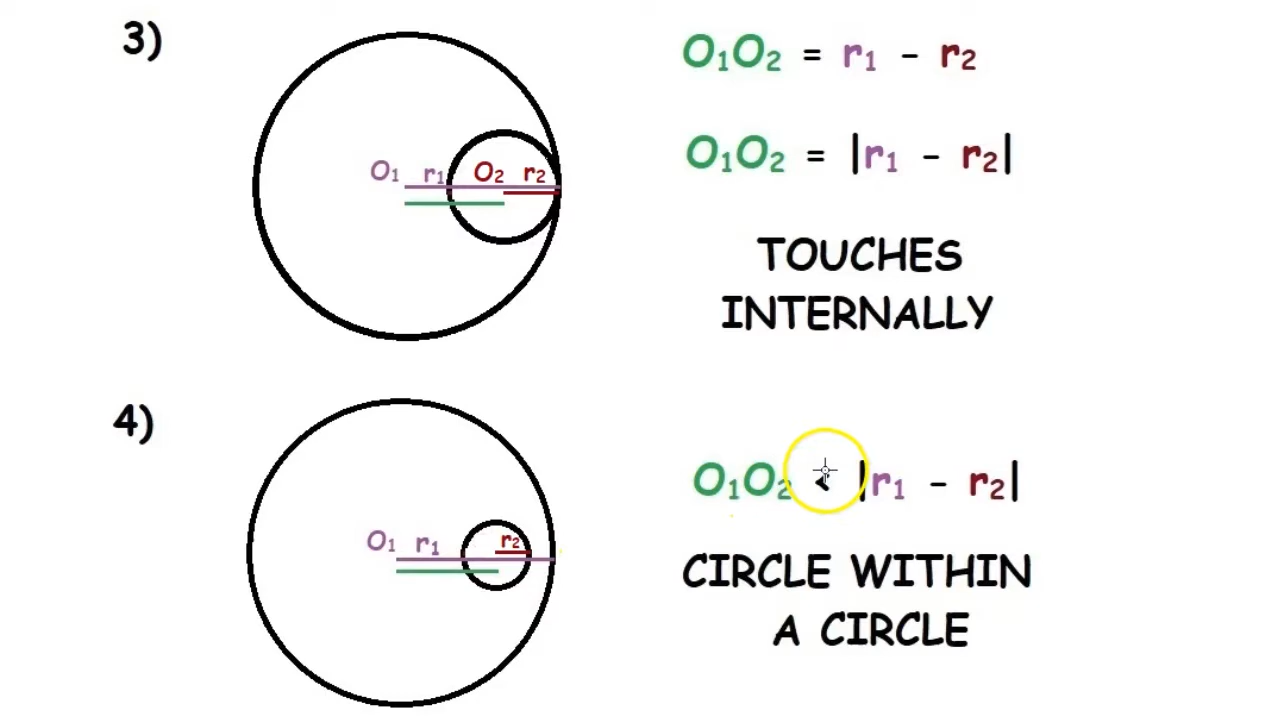 3)
O₁O₂ = r₁ - r₂
O₁O₂ = |r₁ - r₂|
O₁ r₁ O₂ r₂
TOUCHES
INTERNALLY
4)
O₁O₂ < |r₁ - r₂|
O₁ r₁ r₂
CIRCLE WITHIN
A CIRCLE